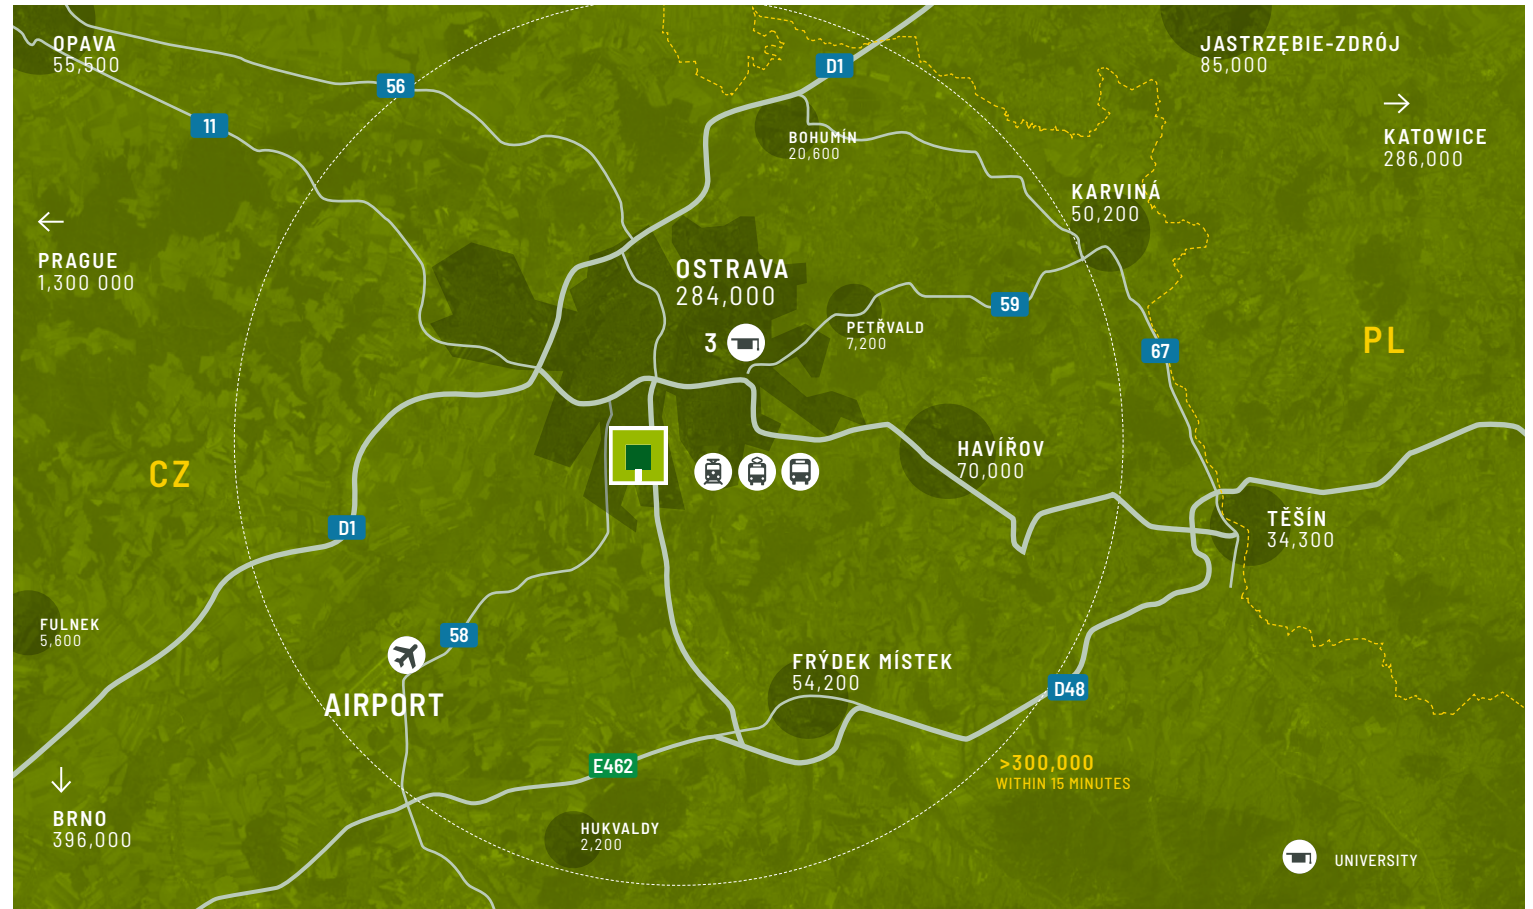 OPAVA
55,500
56
11
D1
BOHUMÍN
20,600
JASTRZĘBIE-ZDRÓJ
85,000
KATOWICE
286,000
KARVINÁ
50,200
PRAGUE
1,300 000
OSTRAVA
284,000
3
PETŘVALD
7,200
59
67
PL
CZ
HAVÍŘOV
70,000
D1
TĚŠÍN
34,300
FULNEK
5,600
58
AIRPORT
FRÝDEK MÍSTEK
54,200
D48
E462
>300,000
WITHIN 15 MINUTES
BRNO
396,000
HUKVALDY
2,200
UNIVERSITY